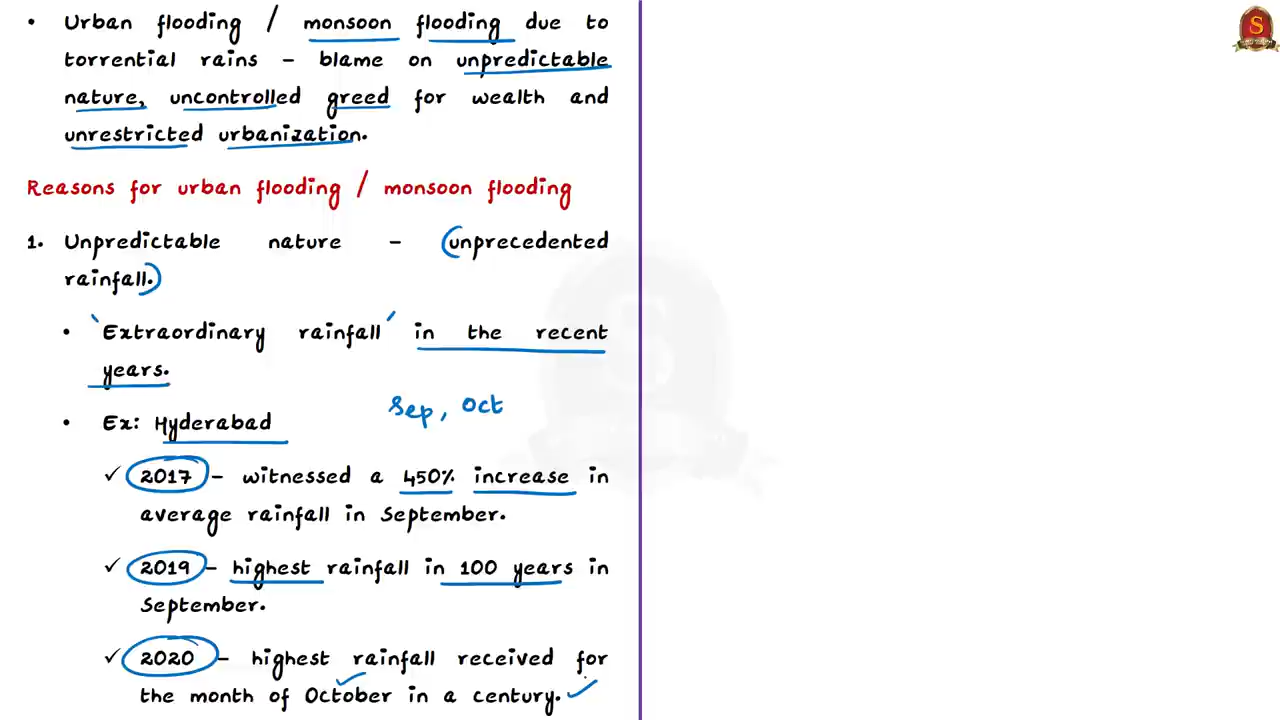 • Urban flooding / monsoon flooding due to
torrential rains – blame on unpredictable
nature, uncontrolled greed for wealth and
unrestricted urbanization.
Reasons for urban flooding / monsoon flooding
1. Unpredictable nature – (unprecedented
rainfall.)
• 'Extraordinary rainfall' in the recent
years.
Sep, Oct
• Ex: Hyderabad
✓ 2017 – witnessed a 450% increase in
average rainfall in September.
✓ 2019 – highest rainfall in 100 years in
September.
✓ 2020 – highest rainfall received for
the month of October in a century.
S